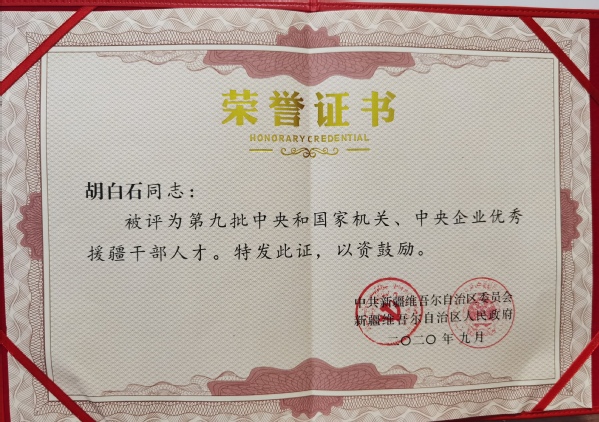 荣誉证书
HONORARY CREDENTIAL
胡白石同志：
被评为第九批中央和国家机关、中央企业优秀
援疆干部人才。特发此证，以资鼓励。
中共新疆维吾尔自治区委员会
新疆维吾尔自治区人民政府
二〇二〇年九月